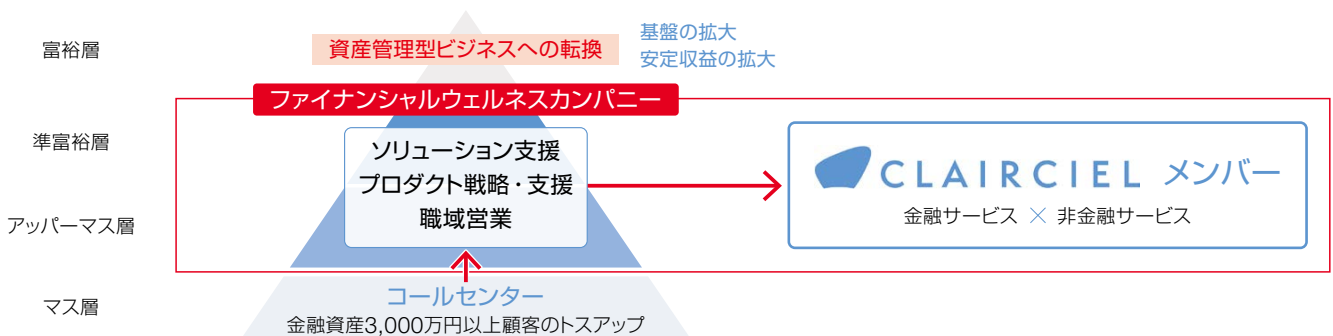 富裕層
資産管理型ビジネスへの転換
基盤の拡大
安定収益の拡大
ファイナンシャルウェルネスカンパニー
準富裕層
アッパーマス層
ソリューション支援
プロダクト戦略・支援
職域営業
CLAIRCIEL メンバー
金融サービス × 非金融サービス
マス層
コールセンター
金融資産3,000万円以上顧客のトスアップ